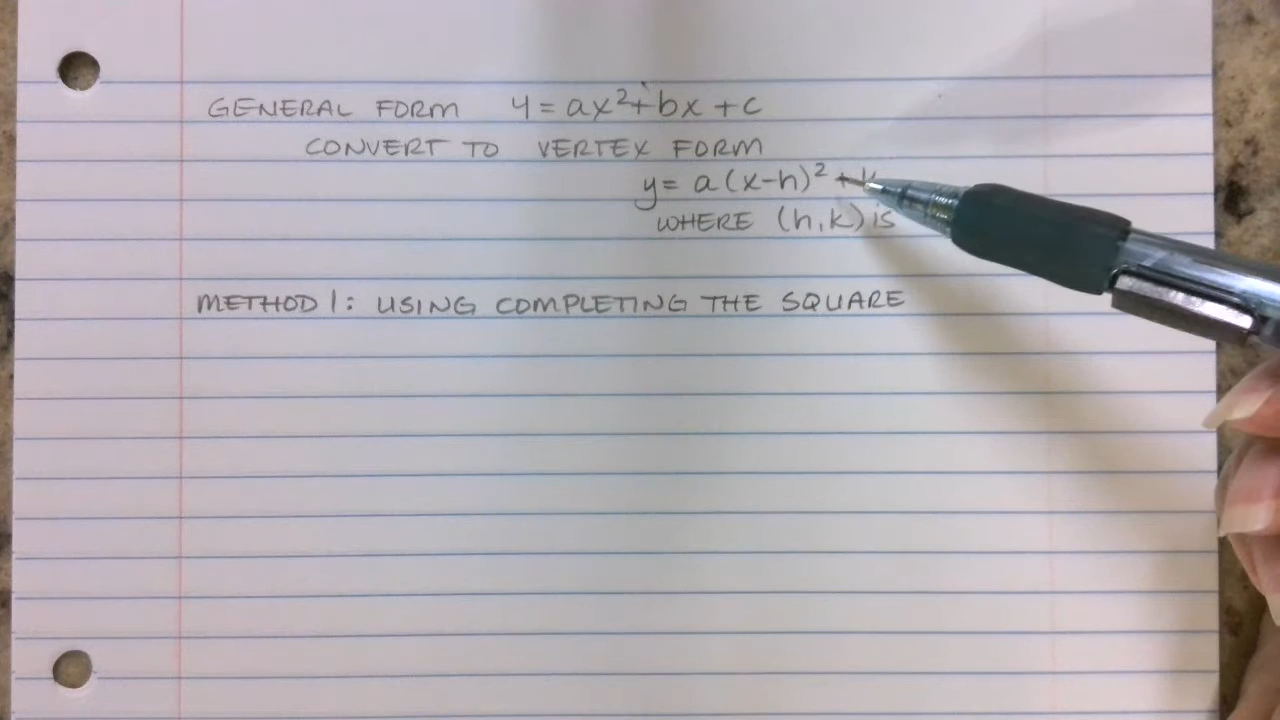 GENERAL FORM y = ax²+bx+c
CONVERT TO VERTEX FORM
y= a(x-h)² +
WHERE (h,k) is
METHOD 1: USING COMPLETING THE SQUARE